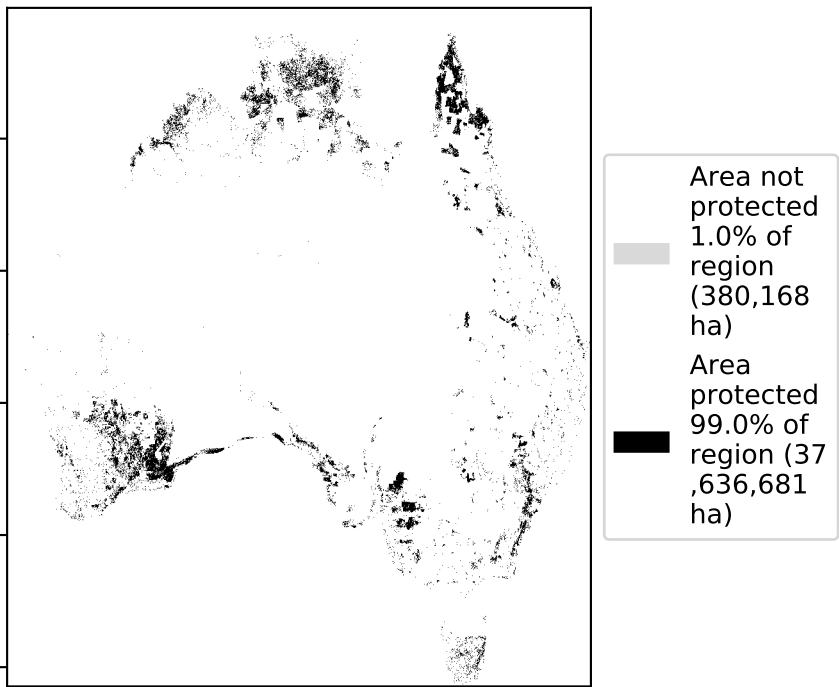 Area not
protected
1.0% of
region
(380,168
ha)
Area
protected
99.0% of
region (37
,636,681
ha)